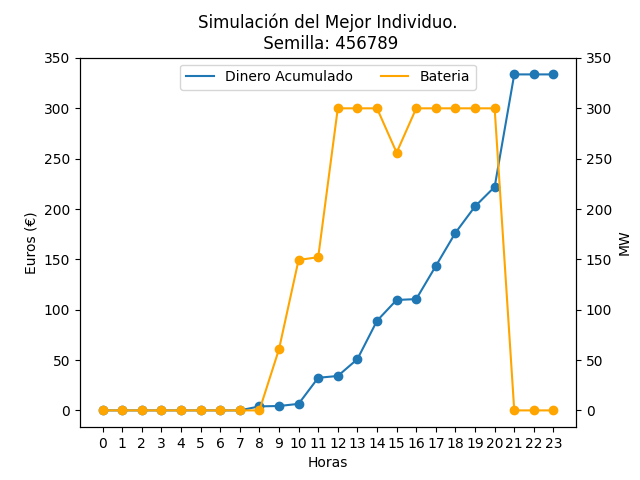 Simulación del Mejor Individuo.
Semilla: 456789
Dinero Acumulado
Bateria
350
300
250
200
150
100
50
0
Euros (€)
350
300
250
200
150
100
50
0
MW
0 1 2 3 4 5 6 7 8 9 10 11 12 13 14 15 16 17 18 19 20 21 22 23
Horas